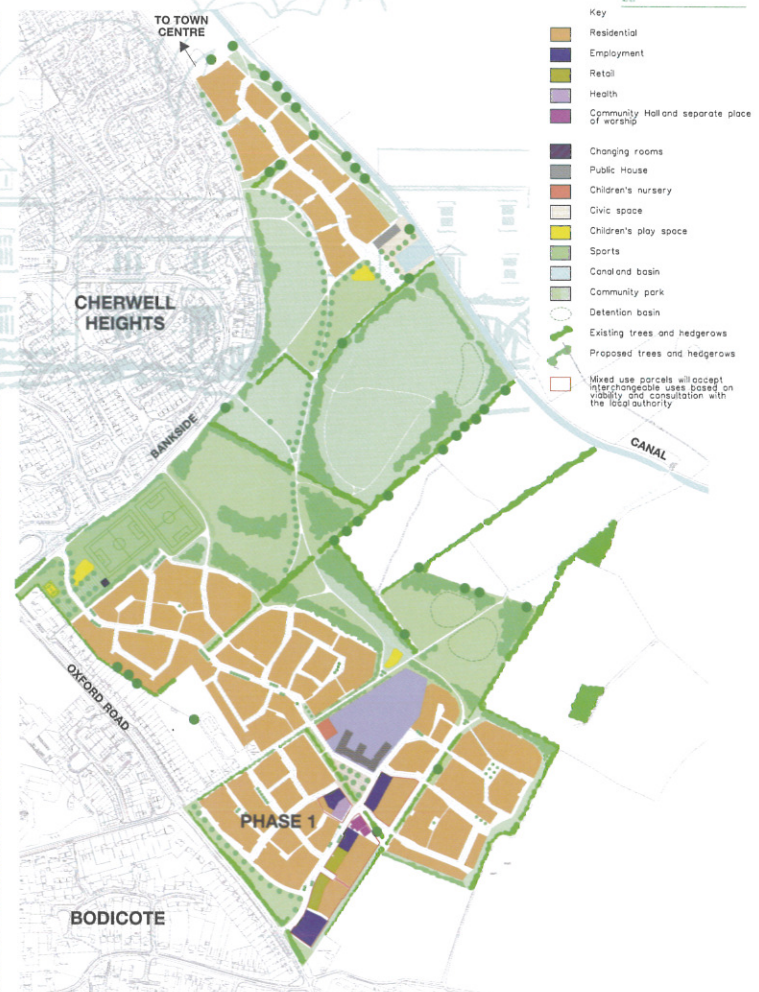 TO TOWN
CENTRE
Key
Residential
Employment
Retail
Health
Community Hall and separate place
of worship
Changing rooms
Public House
Children's nursery
Civic space
Children's play space
Sports
Canal and basin
Community park
Detention basin
Existing trees and hedgerows
Proposed trees and hedgerows
Mixed use parcels will accept
interchangeable uses based on
viability and consultation with
the local authority
CHERWELL
HEIGHTS
BANKSIDE
CANAL
OXFORD ROAD
PHASE 1
BODICOTE